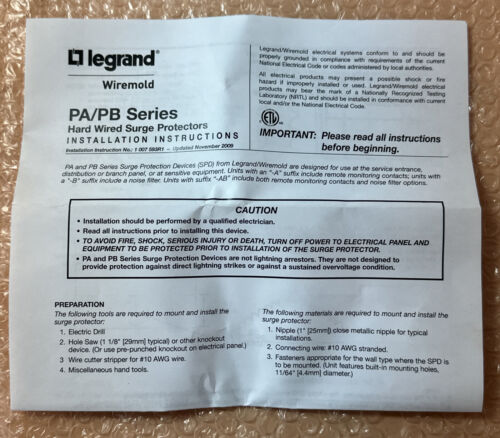 legrand®
Wiremold
PA/PB Series
Hard Wired Surge Protectors
INSTALLATION INSTRUCTIONS
Installation Instruction No.: 1 007 593R1 – Updated November 2009
Legrand/Wiremold electrical systems conform to and should be
properly grounded in compliance with requirements of the current
National Electrical Code or codes administered by local authorities.
All electrical products may present a possible shock or fire
hazard if improperly installed or used. Legrand/Wiremold electrical
products may bear the mark of a Nationally Recognized Testing
Laboratory (NRTL) and should be installed in conformance with current
local and/or the National Electrical Code.
ETL
IMPORTANT: Please read all instructions
before beginning.
PA and PB Series Surge Protection Devices (SPD) from Legrand/Wiremold are designed for use at the service entrance,
distribution or branch panel, or at sensitive equipment. Units with an "-A" suffix include remote monitoring contacts; units with
a "-B" suffix include a noise filter. Units with suffix "-AB" include both remote monitoring contacts and noise filter options.
CAUTION
• Installation should be performed by a qualified electrician.
• Read all instructions prior to installing this device.
• TO AVOID FIRE, SHOCK, SERIOUS INJURY OR DEATH, TURN OFF POWER TO ELECTRICAL PANEL AND
EQUIPMENT TO BE PROTECTED PRIOR TO INSTALLATION OF THE SURGE PROTECTOR.
• PA and PB Series Surge Protection Devices are not lightning arrestors. They are not designed to
provide protection against direct lightning strikes or against a sustained overvoltage condition.
PREPARATION
The following tools are required to mount and install the
surge protector:
1. Electric Drill
2. Hole Saw (1 1/8" [29mm] typical) or other knockout
device. (Or use pre-punched knockout on electrical panel.)
3 Wire cutter stripper for #10 AWG wire.
4. Miscellaneous hand tools.
The following materials are required to mount and install the
surge protector:
1. Nipple (1" [25mm]) close metallic nipple for typical
installations.
2. Connecting wire: #10 AWG stranded.
3. Fasteners appropriate for the wall type where the SPD is
to be mounted. (Unit features built-in mounting holes,
11/64" [4.4mm] diameter.)